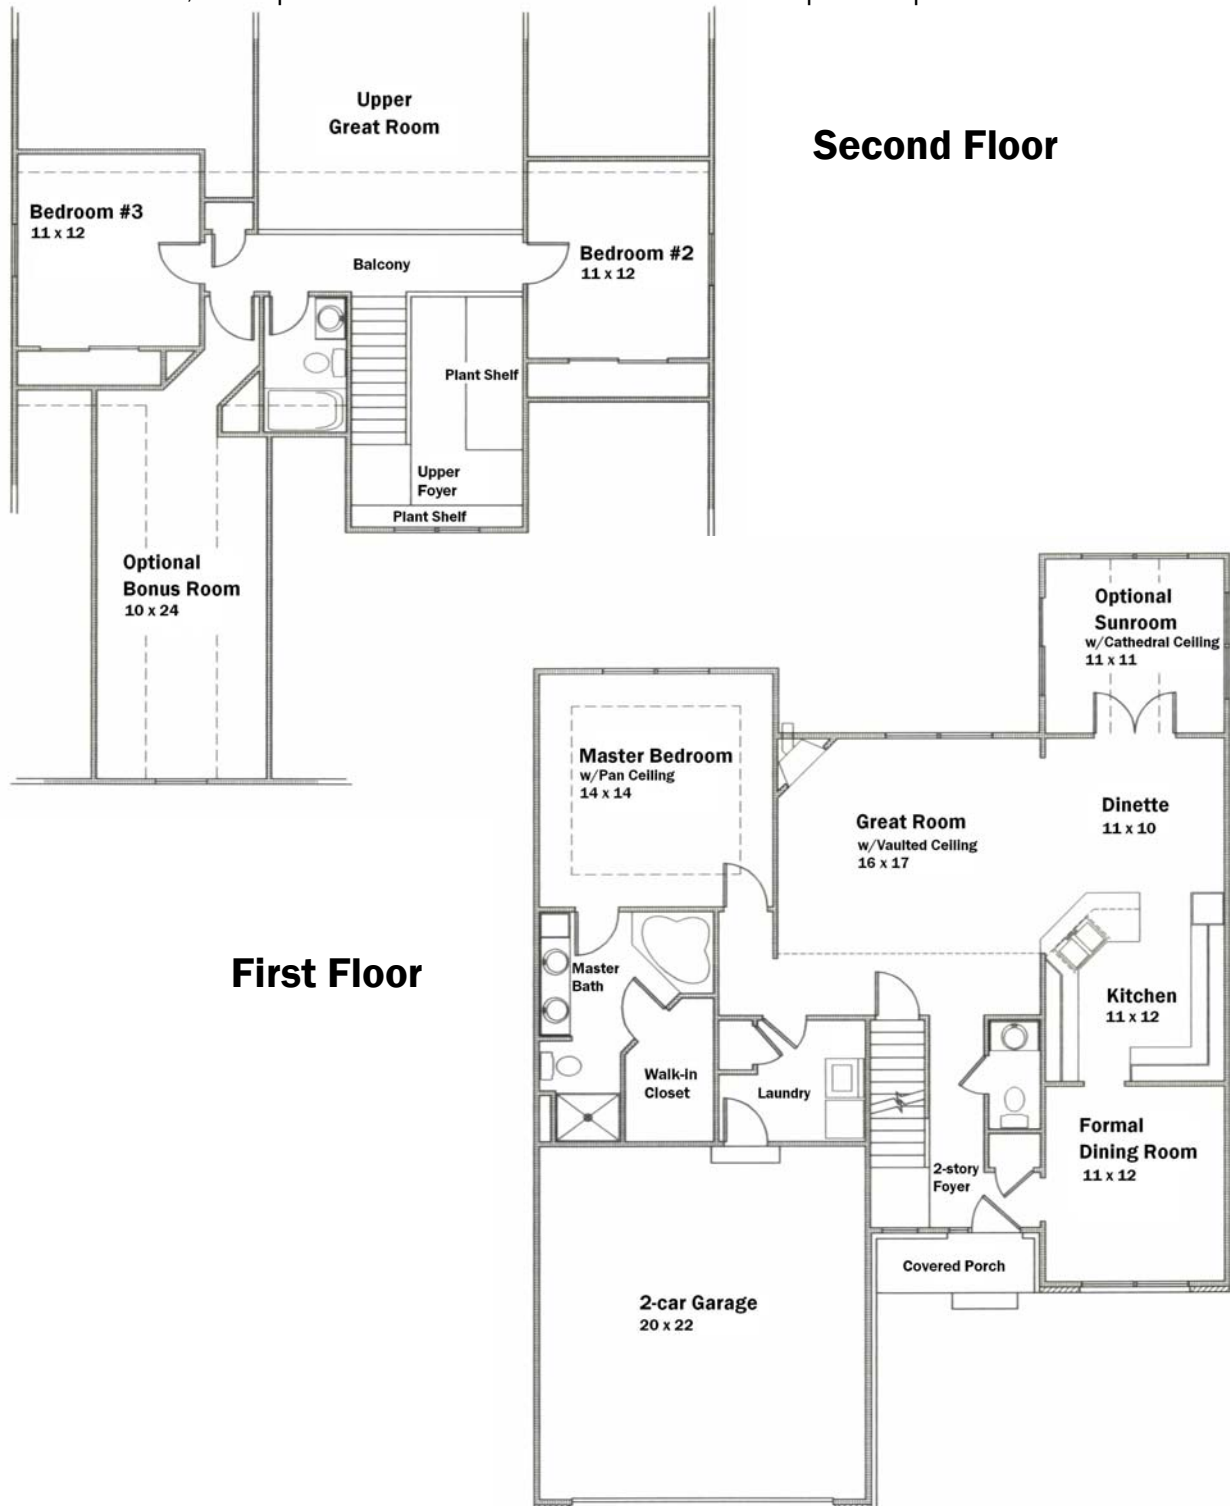 Upper
Great Room
Second Floor
Bedroom #3
11 x 12
Bedroom #2
11 x 12
Balcony
Plant Shelf
Upper
Foyer
Plant Shelf
Optional
Bonus Room
10 x 24
Optional
Sunroom
w/Cathedral Ceiling
11 x 11
Master Bedroom
w/Pan Ceiling
14 x 14
Great Room
w/Vaulted Ceiling
16 x 17
Dinette
11 x 10
First Floor
Master
Bath
Kitchen
11 x 12
Walk-in
Closet
Laundry
Formal
Dining Room
11 x 12
2-story
Foyer
Covered Porch
2-car Garage
20 x 22